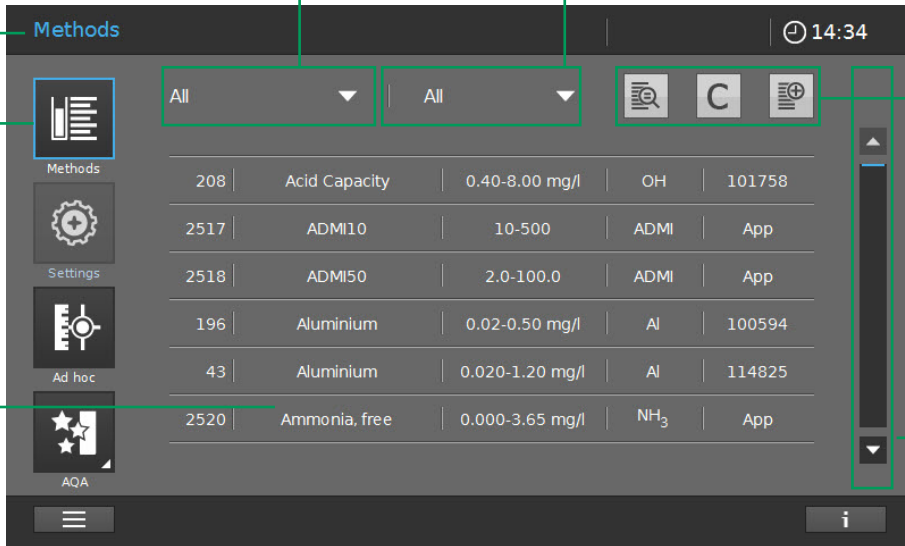 Methods 14:34
All All C
Methods
208 Acid Capacity 0.40-8.00 mg/l OH 101758
2517 ADMI10 10-500 ADMI App
Settings
2518 ADMI50 2.0-100.0 ADMI App
196 Aluminium 0.02-0.50 mg/l Al 100594
Ad hoc
43 Aluminium 0.020-1.20 mg/l Al 114825
2520 Ammonia, free 0.000-3.65 mg/l NH₃ App
AQA
i